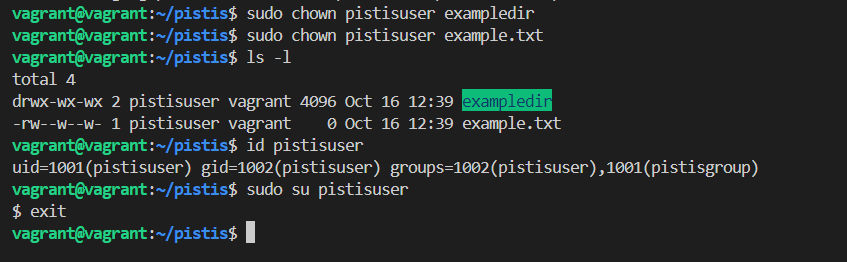 vagrant@vagrant:~/pistis$ sudo chown pistisuser exampledir
vagrant@vagrant:~/pistis$ sudo chown pistisuser example.txt
vagrant@vagrant:~/pistis$ ls -l
total 4
drwx-wx-wx 2 pistisuser vagrant 4096 Oct 16 12:39 exampledir
-rw--w--w- 1 pistisuser vagrant    0 Oct 16 12:39 example.txt
vagrant@vagrant:~/pistis$ id pistisuser
uid=1001(pistisuser) gid=1002(pistisuser) groups=1002(pistisuser),1001(pistisgroup)
vagrant@vagrant:~/pistis$ sudo su pistisuser
$ exit
vagrant@vagrant:~/pistis$